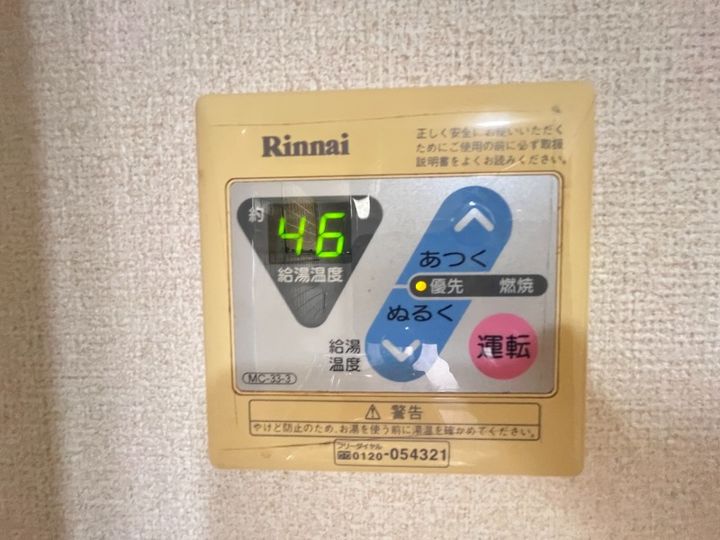 Rinnai
正しく安全にお使いいただく
ためにご使用の前に必ず取扱
説明書をよくお読みください。
約
46
給湯温度
あつく
優先 燃焼
ぬるく
給湯
温度
運転
MC-33-3
⚠ 警告
やけど防止のため、お湯を使う前に湯温を確かめてください。
フリーダイヤル
0120-054321